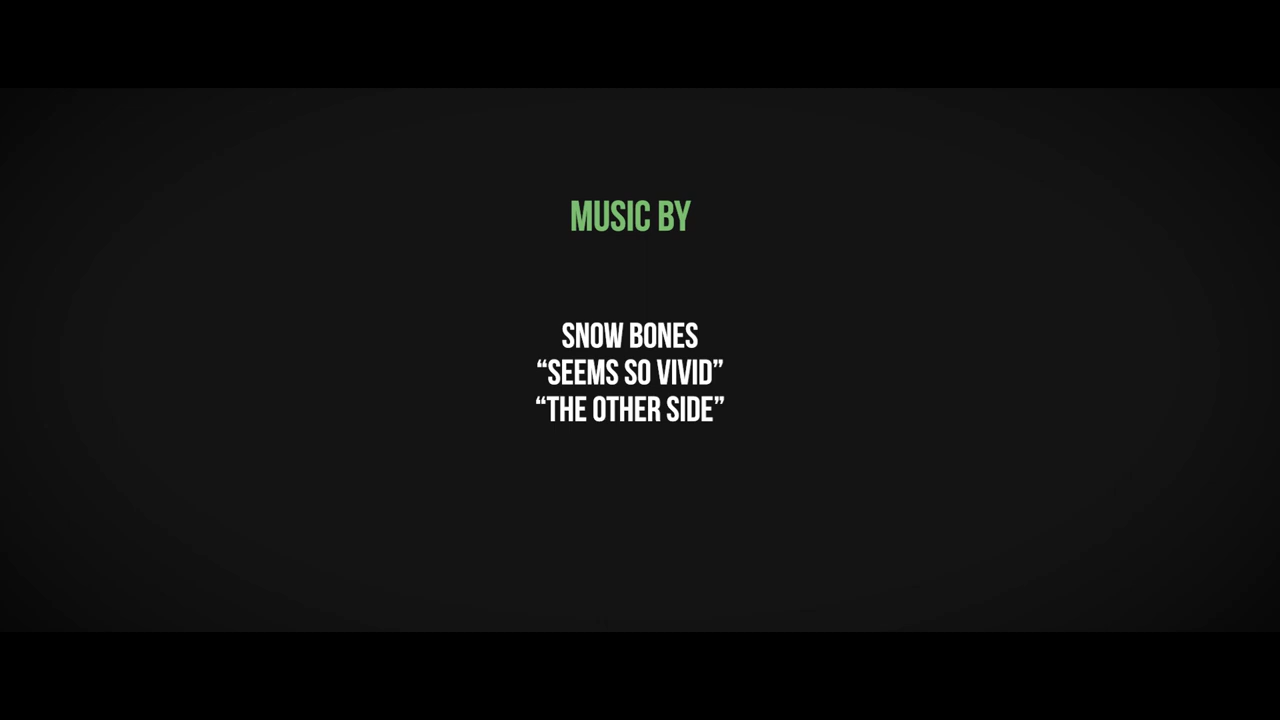 MUSIC BY
SNOW BONES
“SEEMS SO VIVID”
“THE OTHER SIDE”